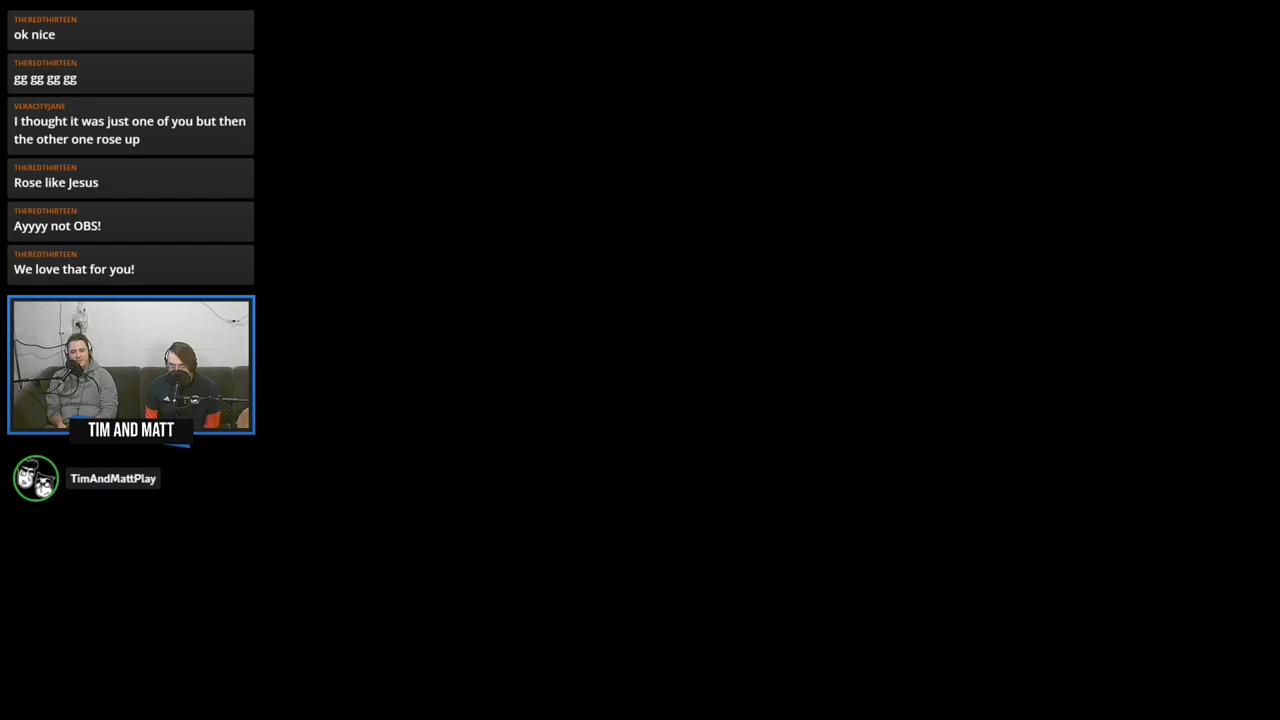 THEREDTHIRTEEN
ok nice
THEREDTHIRTEEN
gg gg gg gg
VERACITYJANE
I thought it was just one of you but then
the other one rose up
THEREDTHIRTEEN
Rose like Jesus
THEREDTHIRTEEN
Ayyyy not OBS!
THEREDTHIRTEEN
We love that for you!
TIM AND MATT
TimAndMattPlay